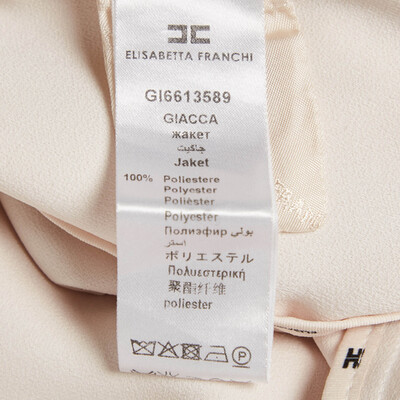 ELISABETTA FRANCHI
GI6613589
GIACCA
жакет
جاكيت
Jaket
100% Poliestere
Polyester
Polièster
Polyester
Полиэфир بولي
استر
ポリエステル
Πολυεστερική
聚酯纤维
poliester
P